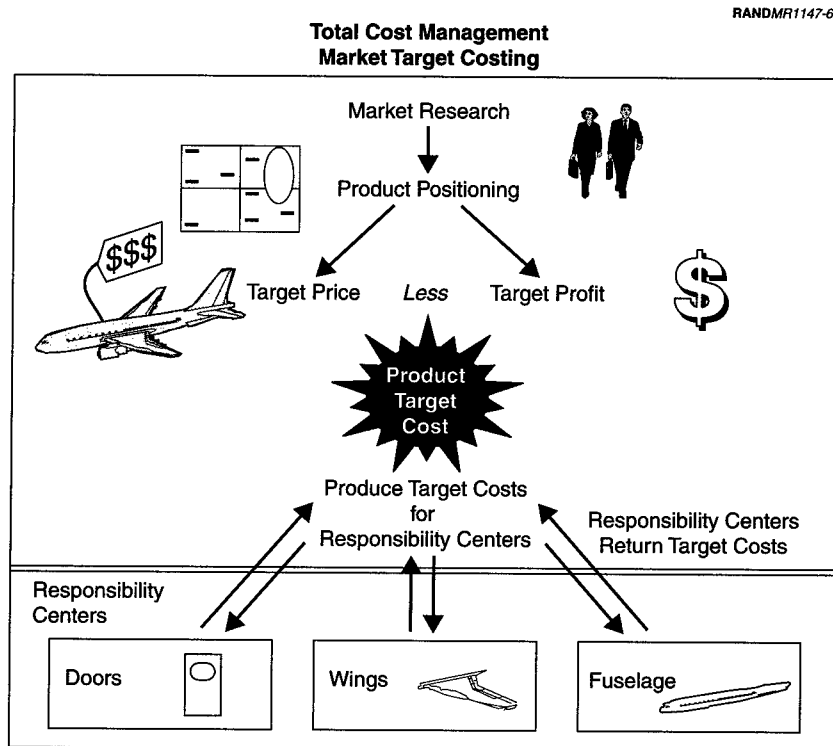 RANDMR1147-6
Total Cost Management
Market Target Costing
Market Research
Product Positioning
$$$
Target Price Less Target Profit
$
Product
Target
Cost
Produce Target Costs
for
Responsibility Centers
Responsibility Centers
Return Target Costs
Responsibility
Centers
Doors
Wings
Fuselage